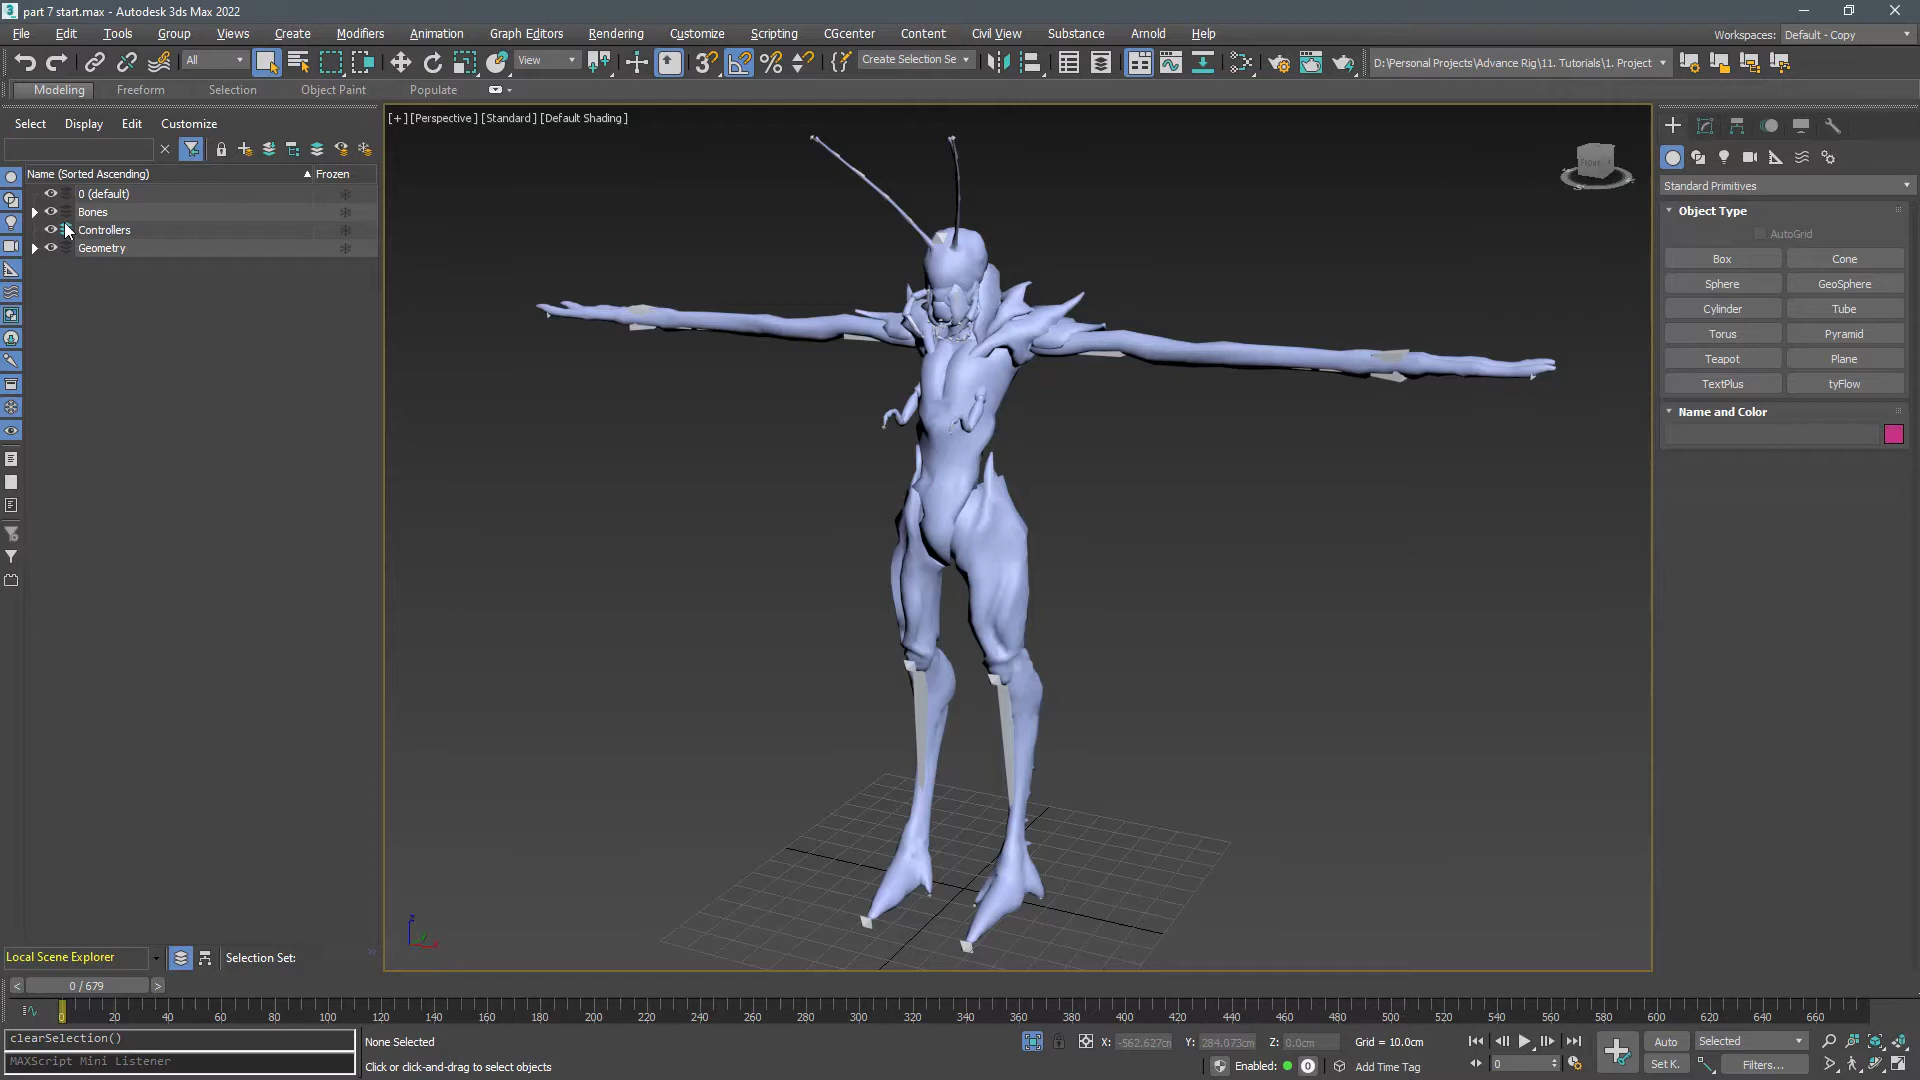 part 7 start.max - Autodesk 3ds Max 2022
File Edit Tools Group Views Create Modifiers Animation Graph Editors Rendering Customize Scripting CGcenter Content Civil View Substance Arnold Help
Workspaces: Default - Copy
All View Create Selection Se D:\Personal Projects\Advance Rig\11. Tutorials\1. Project
Modeling Freeform Selection Object Paint Populate
Select Display Edit Customize
[+] [Perspective] [Standard] [Default Shading]
Name (Sorted Ascending) Frozen
0 (default)
Bones
Controllers
Geometry
FRONT
Standard Primitives
Object Type
AutoGrid
Box Cone
Sphere GeoSphere
Cylinder Tube
Torus Pyramid
Teapot Plane
TextPlus tyFlow
Name and Color
z
y
x
Local Scene Explorer
Selection Set:
< 0 / 679 >
0 20 40 60 80 100 120 140 160 180 200 220 240 260 280 300 320 340 360 380 400 420 440 460 480 500 520 540 560 580 600 620 640 660
clearSelection()
MAXScript Mini Listener
None Selected
Click or click-and-drag to select objects
X: -562.627cm Y: 284.073cm Z: 0.0cm Grid = 10.0cm
Enabled: 0 Add Time Tag
0
Auto Selected
Set K. Filters...